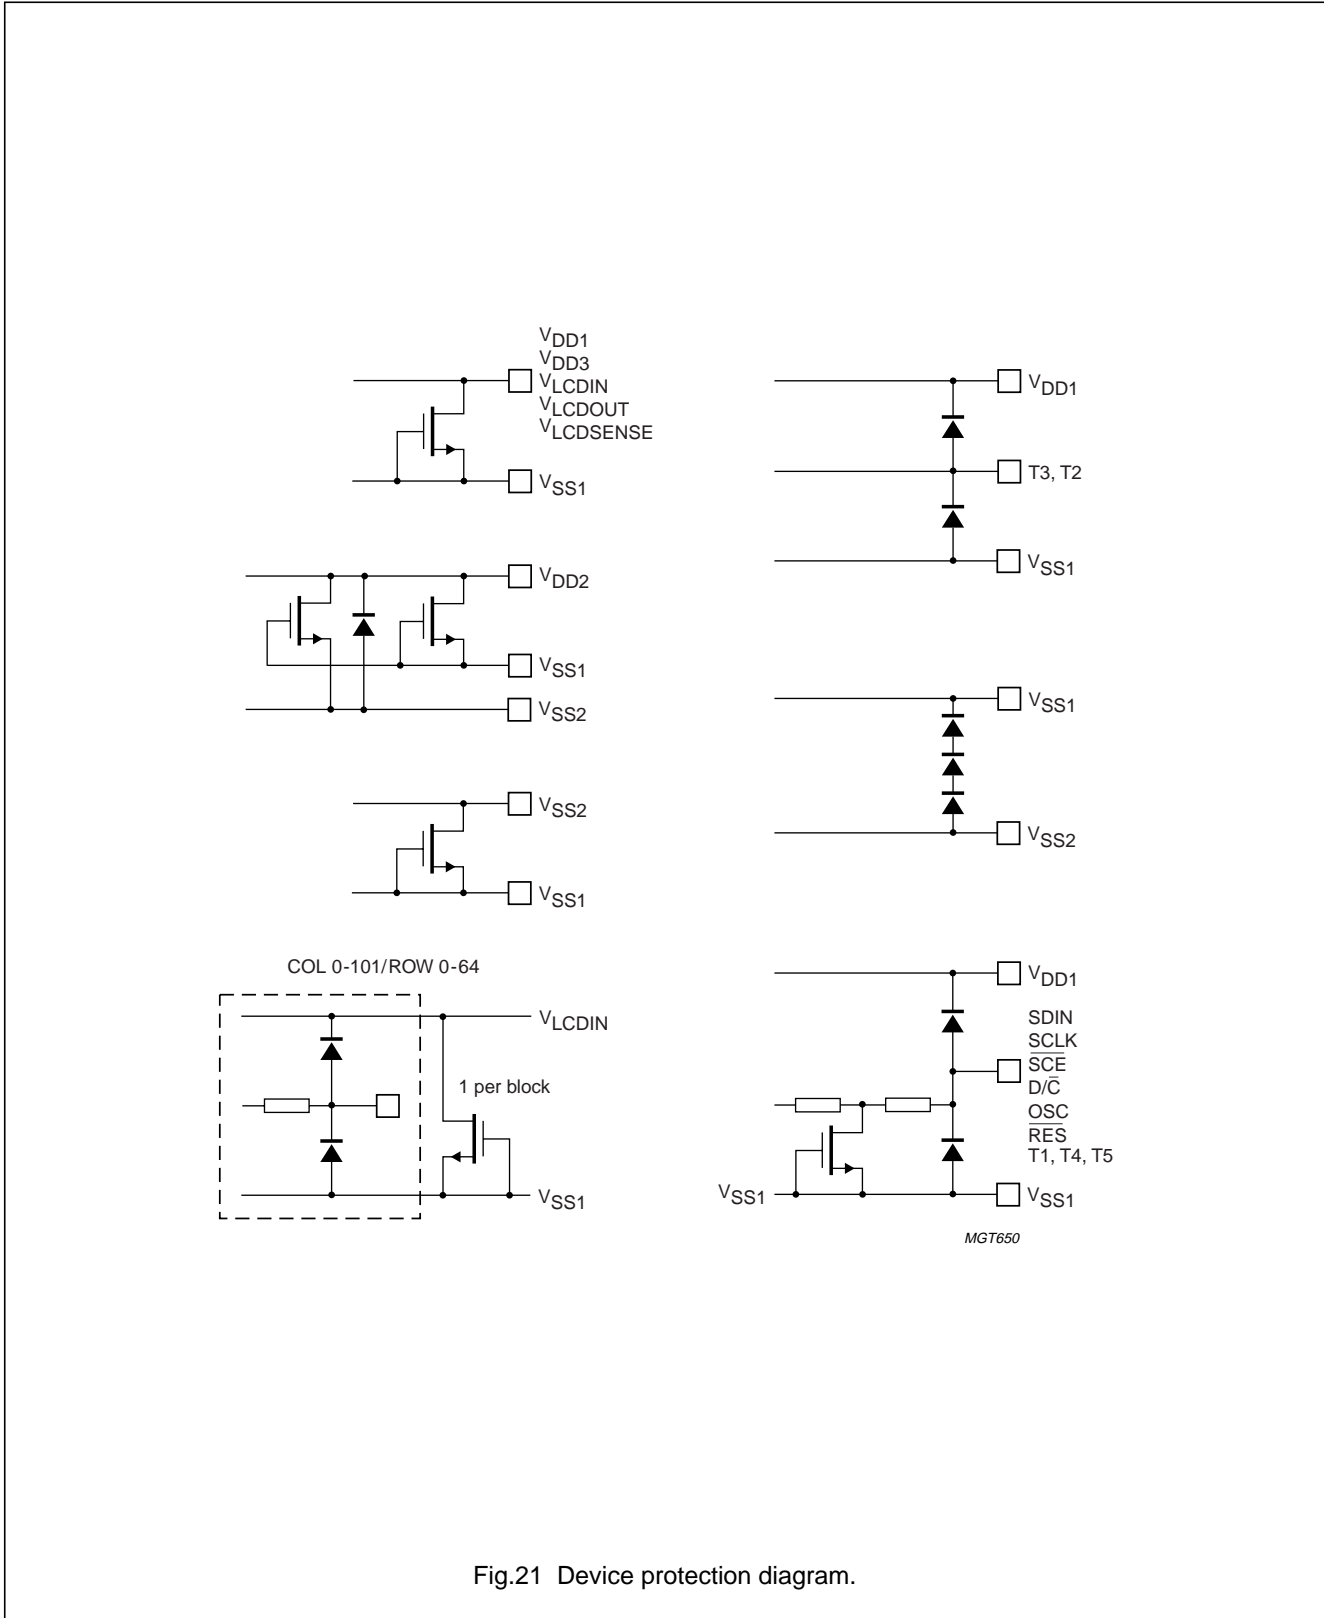 VDD1
VDD3
VLCDIN
VLCDOUT
VLCDSENSE
VSS1
VDD2
VSS1
VSS2
VSS2
VSS1
COL 0-101/ROW 0-64
VLCDIN
1 per block
VSS1
VDD1
T3, T2
VSS1
VSS1
VSS2
VDD1
SDIN
SCLK
S̅C̅E̅
D/C̅
OSC
R̅E̅S̅
T1, T4, T5
VSS1
VSS1
MGT650
Fig.21 Device protection diagram.